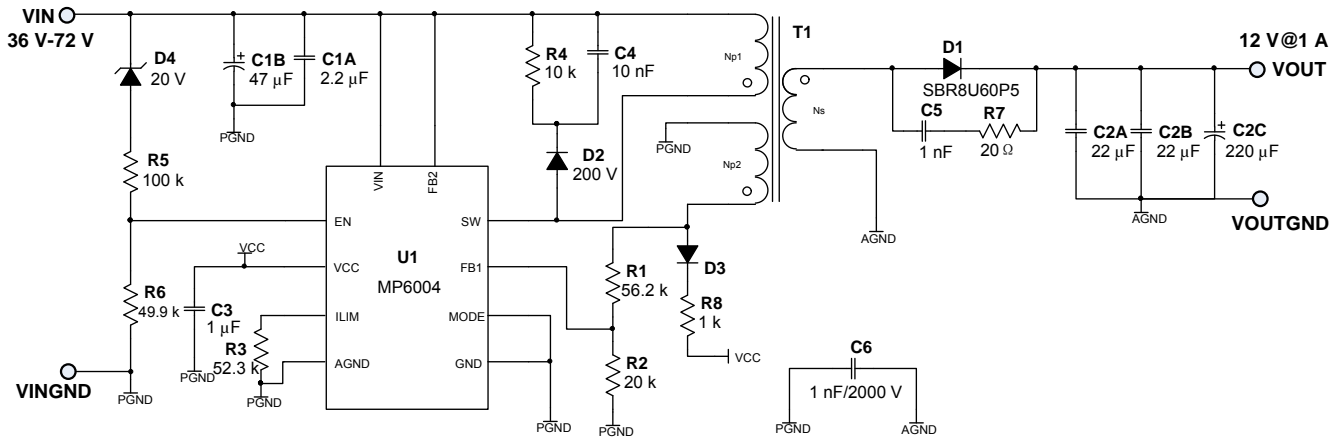 VIN
36 V-72 V
D4
20 V
C1B
47 µF
C1A
2.2 µF
PGND
R4
10 k
C4
10 nF
Np1
T1
D1
SBR8U60P5
12 V@1 A
VOUT
C5
1 nF
R7
20 Ω
Ns
C2A
22 µF
C2B
22 µF
C2C
220 µF
AGND
VOUTGND
AGND
D2
200 V
PGND
Np2
R5
100 k
VIN
FB2
EN
SW
VCC
VCC
U1
MP6004
FB1
ILIM
MODE
AGND
GND
R6
49.9 k
C3
1 µF
PGND
R3
52.3 k
PGND
VINGND
PGND
R1
56.2 k
D3
R8
1 k
VCC
R2
20 k
PGND
PGND
C6
1 nF/2000 V
PGND
AGND